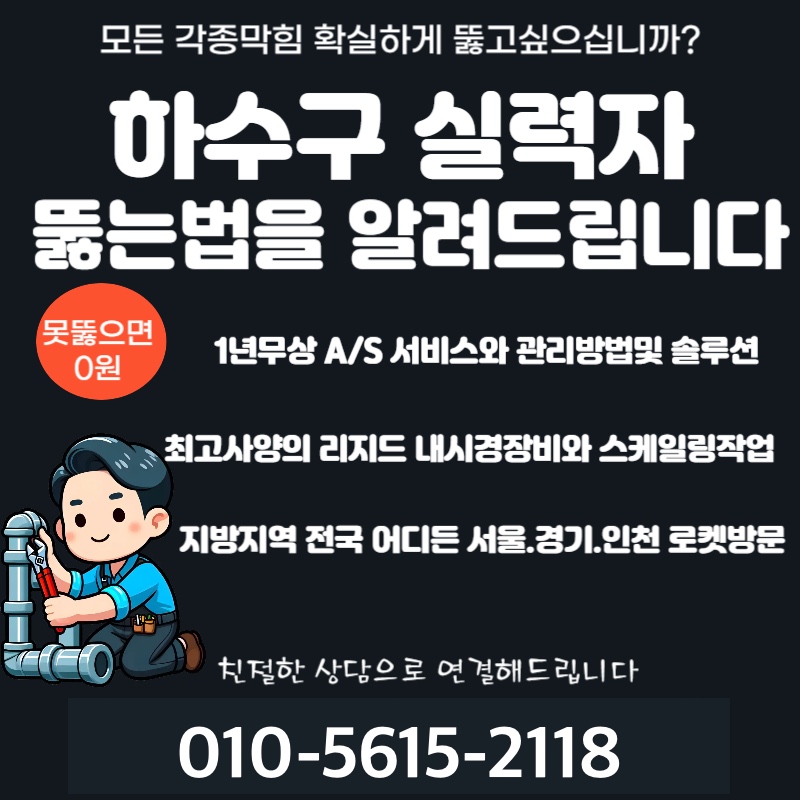 모든 각종막힘 확실하게 뚫고싶으십니까?
하수구 실력자
뚫는법을 알려드립니다
못뚫으면
0원
1년무상 A/S 서비스와 관리방법및 솔루션
최고사양의 리지드 내시경장비와 스케일링작업
지방지역 전국 어디든 서울.경기.인천 로켓방문
친절한 상담으로 연결해드립니다
010-5615-2118